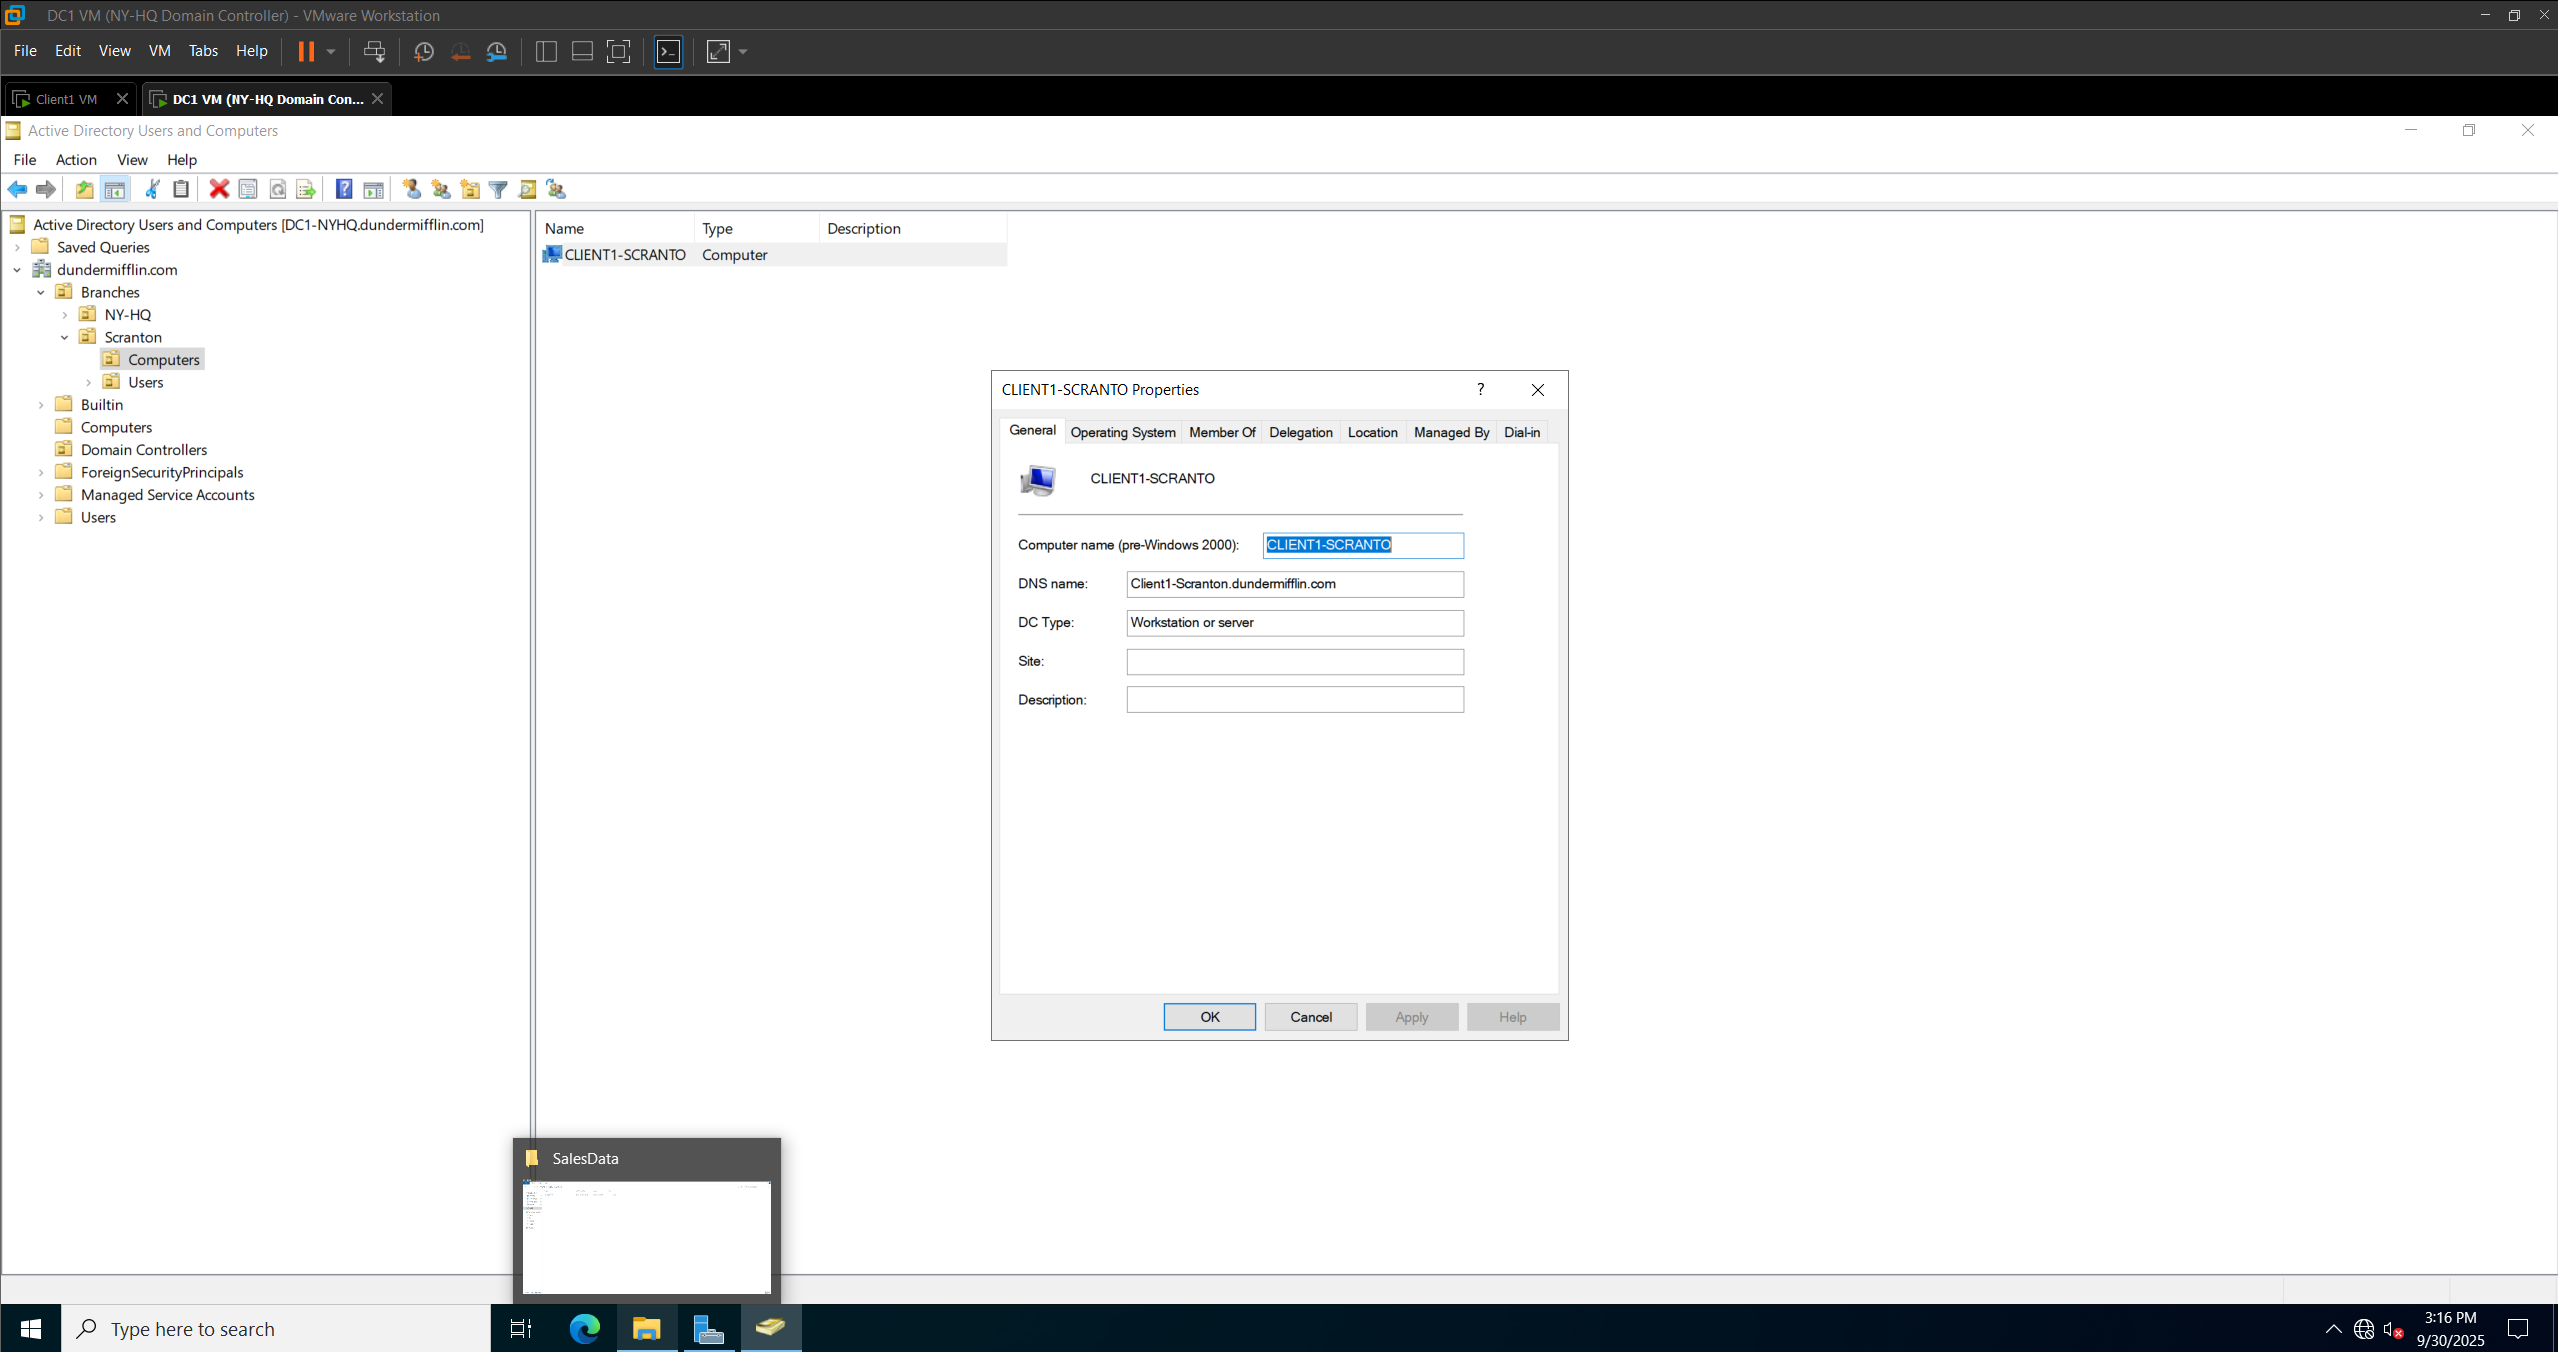 DC1 VM (NY-HQ Domain Controller) - VMware Workstation
File Edit View VM Tabs Help
Client1 VM
DC1 VM (NY-HQ Domain Con...
Active Directory Users and Computers
File Action View Help
Active Directory Users and Computers [DC1-NYHQ.dundermifflin.com]
Saved Queries
dundermifflin.com
Branches
NY-HQ
Scranton
Computers
Users
Builtin
Computers
Domain Controllers
ForeignSecurityPrincipals
Managed Service Accounts
Users
Name Type Description
CLIENT1-SCRANTO Computer
CLIENT1-SCRANTO Properties
?
General Operating System Member Of Delegation Location Managed By Dial-in
CLIENT1-SCRANTO
Computer name (pre-Windows 2000): CLIENT1-SCRANTO
DNS name: Client1-Scranton.dundermifflin.com
DC Type: Workstation or server
Site:
Description:
OK Cancel Apply Help
SalesData
Type here to search
3:16 PM
9/30/2025